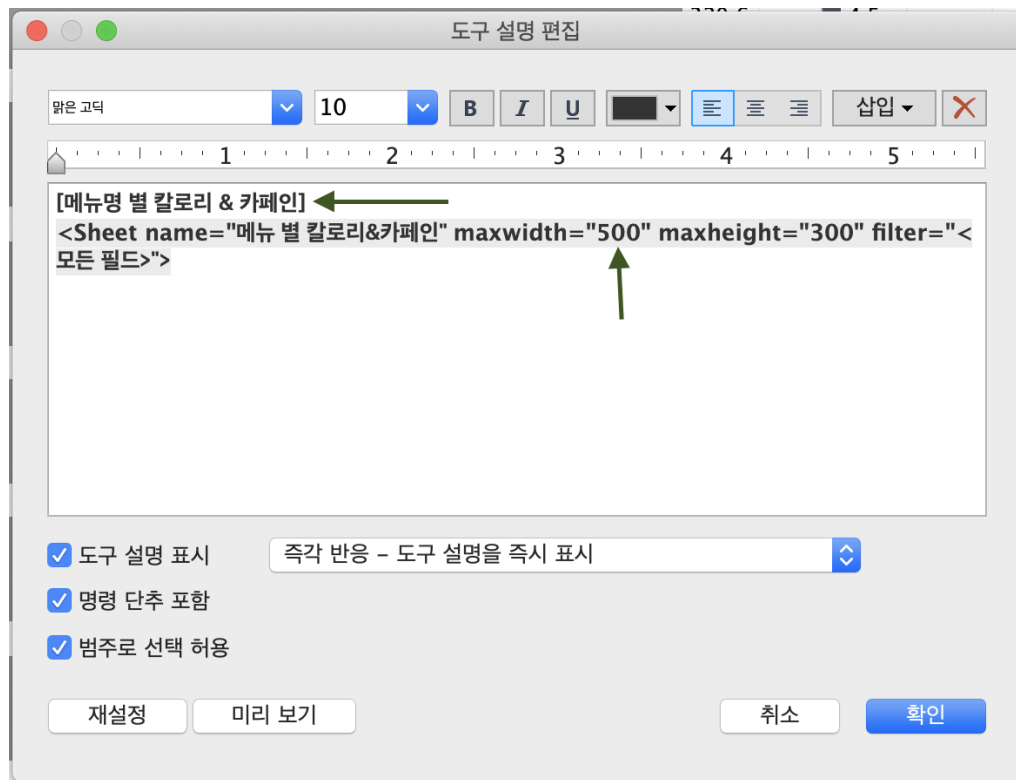 도구 설명 편집
맑은 고딕 10 B I U 삽입
1 2 3 4 5
[메뉴명 별 칼로리 & 카페인]
<Sheet name="메뉴 별 칼로리&카페인" maxwidth="500" maxheight="300" filter="<
모든 필드>">
도구 설명 표시 즉각 반응 – 도구 설명을 즉시 표시
명령 단추 포함
범주로 선택 허용
재설정 미리 보기 취소 확인